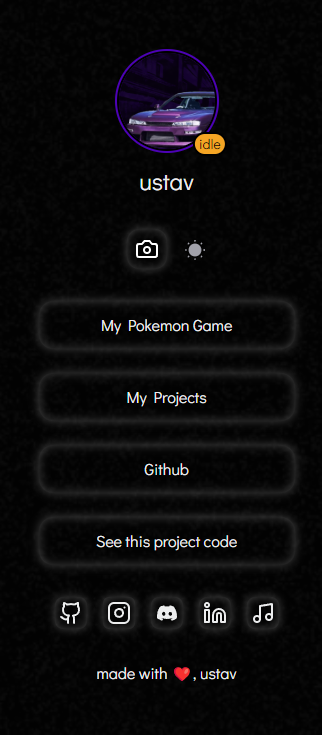 idle
ustav
My Pokemon Game
My Projects
Github
See this project code
made with ❤️, ustav